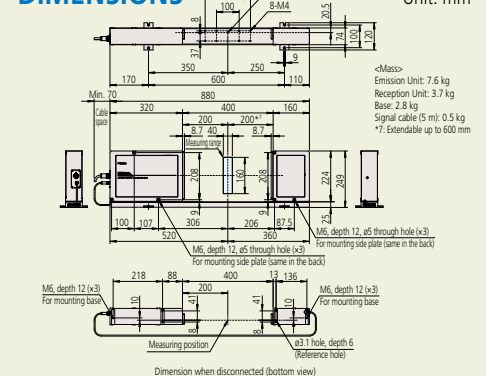 DIMENSIONS
Unit: mm
100
8-M4
8
37
20.5
74
100
120
9
350
250
170
600
110
<Mass>
Emission Unit: 7.6 kg
Reception Unit: 3.7 kg
Base: 2.8 kg
Signal cable (5 m): 0.5 kg
*7: Extendable up to 600 mm
Min. 70
880
Cable
space
320
400
160
200
200*7
8.7
40
8.7
Measuring range
208
160
208
224
249
9
9
25
100
107
306
206
87.5
520
360
M6, depth 12, ø5 through hole (×3)
For mounting side plate (same in the back)
M6, depth 12, ø5 through hole (×3)
For mounting side plate (same in the back)
218
88
400
13
136
200
M6, depth 12 (×3)
For mounting base
M6, depth 12 (×3)
For mounting base
10
41
8
41
8
10
Measuring position
ø3.1 hole, depth 6
(Reference hole)
Dimension when disconnected (bottom view)